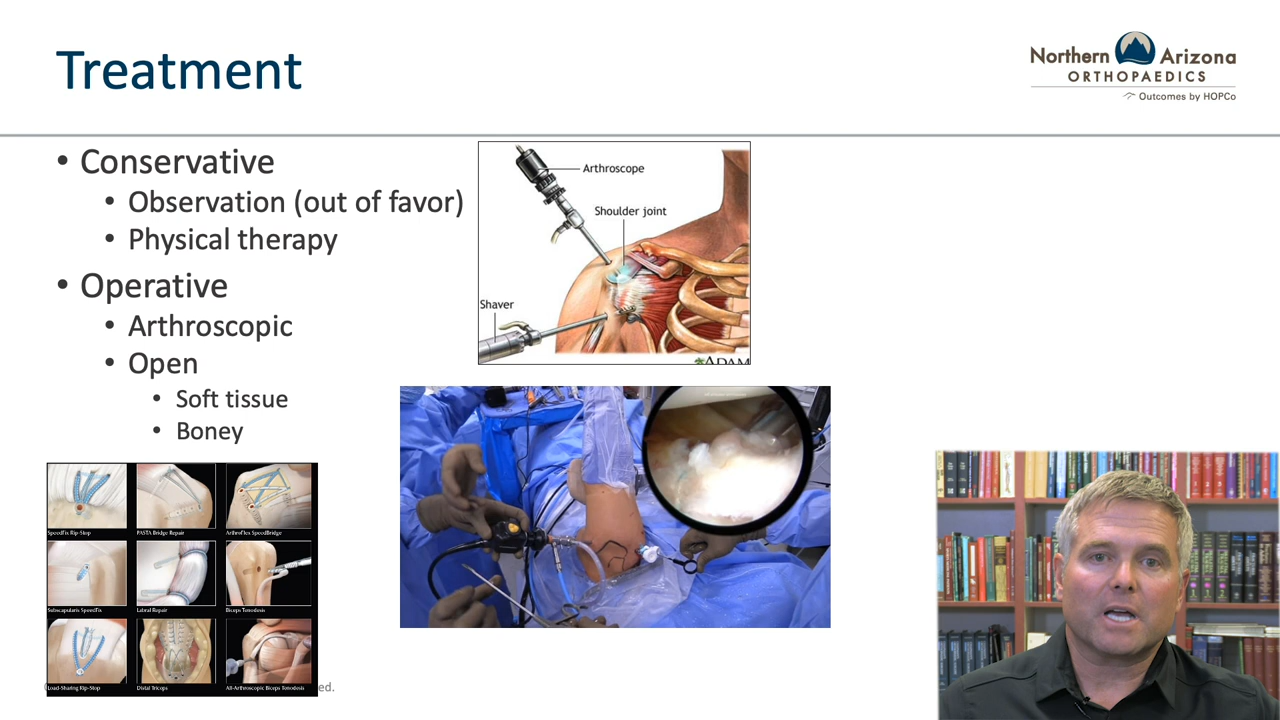 Treatment
Northern Arizona
ORTHOPAEDICS
Outcomes by HOPCo
• Conservative
• Observation (out of favor)
• Physical therapy
• Operative
• Arthroscopic
• Open
• Soft tissue
• Boney
Arthroscope
Shoulder joint
Shaver
ADAM
SpeedFix Rip-Stop
PASTA Bridge Repair
ArthroFlex SpeedBridge
Subscapularis SpeedFix
Labral Repair
Biceps Tenodesis
Load-Sharing Rip-Stop
Distal Triceps
All-Arthroscopic Biceps Tenodesis
ed.